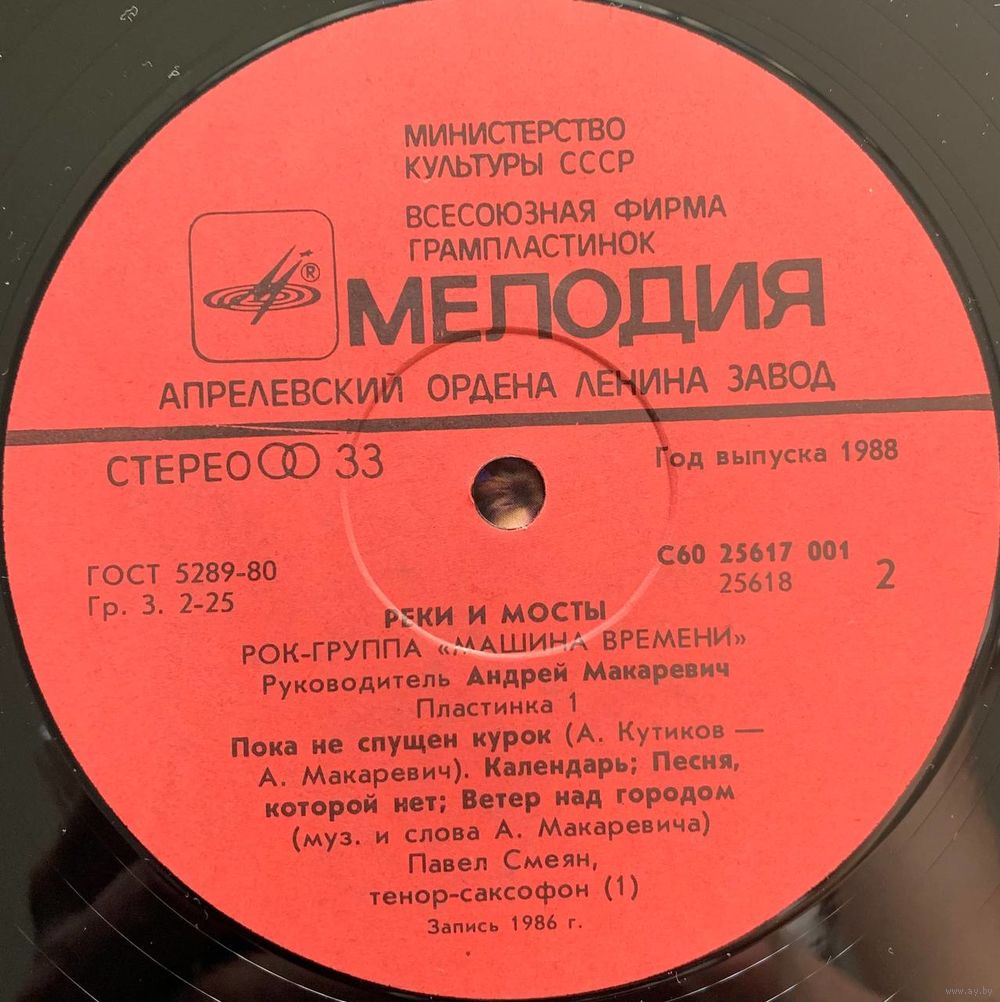 МИНИСТЕРСТВО
КУЛЬТУРЫ СССР
ВСЕСОЮЗНАЯ ФИРМА
ГРАМПЛАСТИНОК
®
МЕЛОДИЯ
АПРЕЛЕВСКИЙ ОРДЕНА ЛЕНИНА ЗАВОД
СТЕРЕО 33
Год выпуска 1988
ГОСТ 5289-80
Гр. 3. 2-25
С60 25617 001
25618
2
РЕКИ И МОСТЫ
РОК-ГРУППА «МАШИНА ВРЕМЕНИ»
Руководитель Андрей Макаревич
Пластинка 1
Пока не спущен курок (А. Кутиков —
А. Макаревич). Календарь; Песня,
которой нет; Ветер над городом
(муз. и слова А. Макаревича)
Павел Смеян,
тенор-саксофон (1)
Запись 1986 г.
www.ay.by